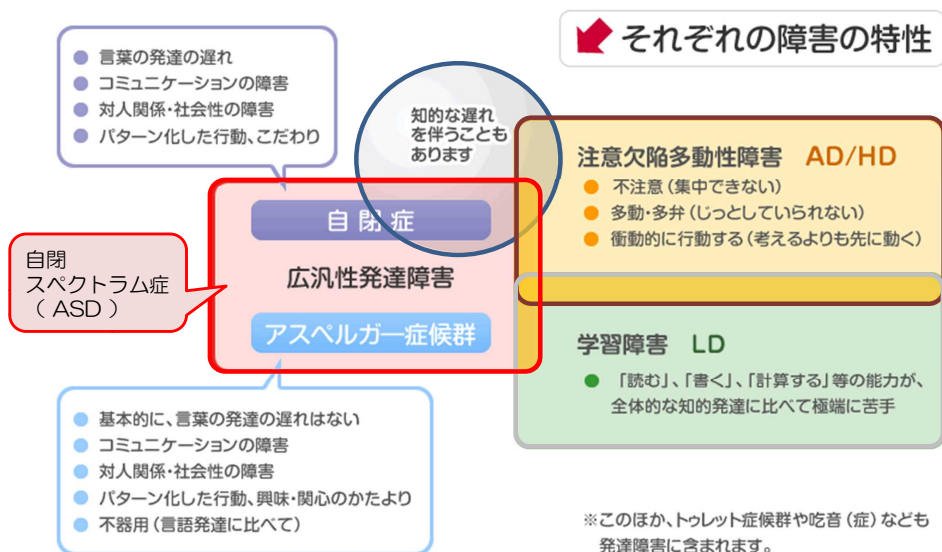 それぞれの障害の特性
● 言葉の発達の遅れ
● コミュニケーションの障害
● 対人関係・社会性の障害
● パターン化した行動、こだわり
知的な遅れ
を伴うことも
あります
自閉症
広汎性発達障害
アスペルガー症候群
自閉
スペクトラム症
( ASD )
● 基本的に、言葉の発達の遅れはない
● コミュニケーションの障害
● 対人関係・社会性の障害
● パターン化した行動、興味・関心のかたより
● 不器用(言語発達に比べて)
注意欠陥多動性障害 AD/HD
● 不注意(集中できない)
● 多動・多弁(じっとしていられない)
● 衝動的に行動する(考えるよりも先に動く)
学習障害 LD
● 「読む」、「書く」、「計算する」等の能力が、
全体的な知的発達に比べて極端に苦手
※このほか、トゥレット症候群や吃音(症)なども
発達障害に含まれます。